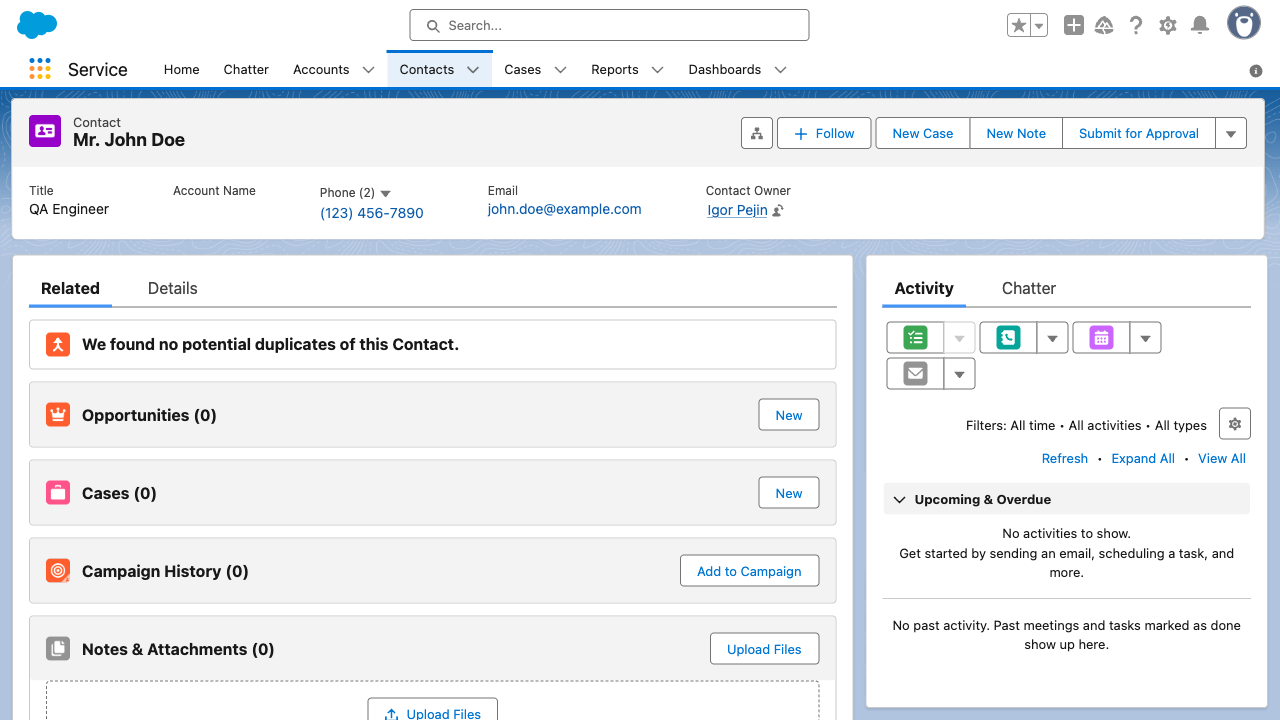 Search...
Service
Home
Chatter
Accounts
Contacts
Cases
Reports
Dashboards
Contact
Mr. John Doe
Follow
New Case
New Note
Submit for Approval
Title
QA Engineer
Account Name
Phone (2)
(123) 456-7890
Email
john.doe@example.com
Contact Owner
Igor Pejin
Related
Details
We found no potential duplicates of this Contact.
Opportunities (0)
New
Cases (0)
New
Campaign History (0)
Add to Campaign
Notes & Attachments (0)
Upload Files
Upload Files
Activity
Chatter
Filters: All time • All activities • All types
Refresh • Expand All • View All
Upcoming & Overdue
No activities to show.
Get started by sending an email, scheduling a task, and
more.
No past activity. Past meetings and tasks marked as done
show up here.